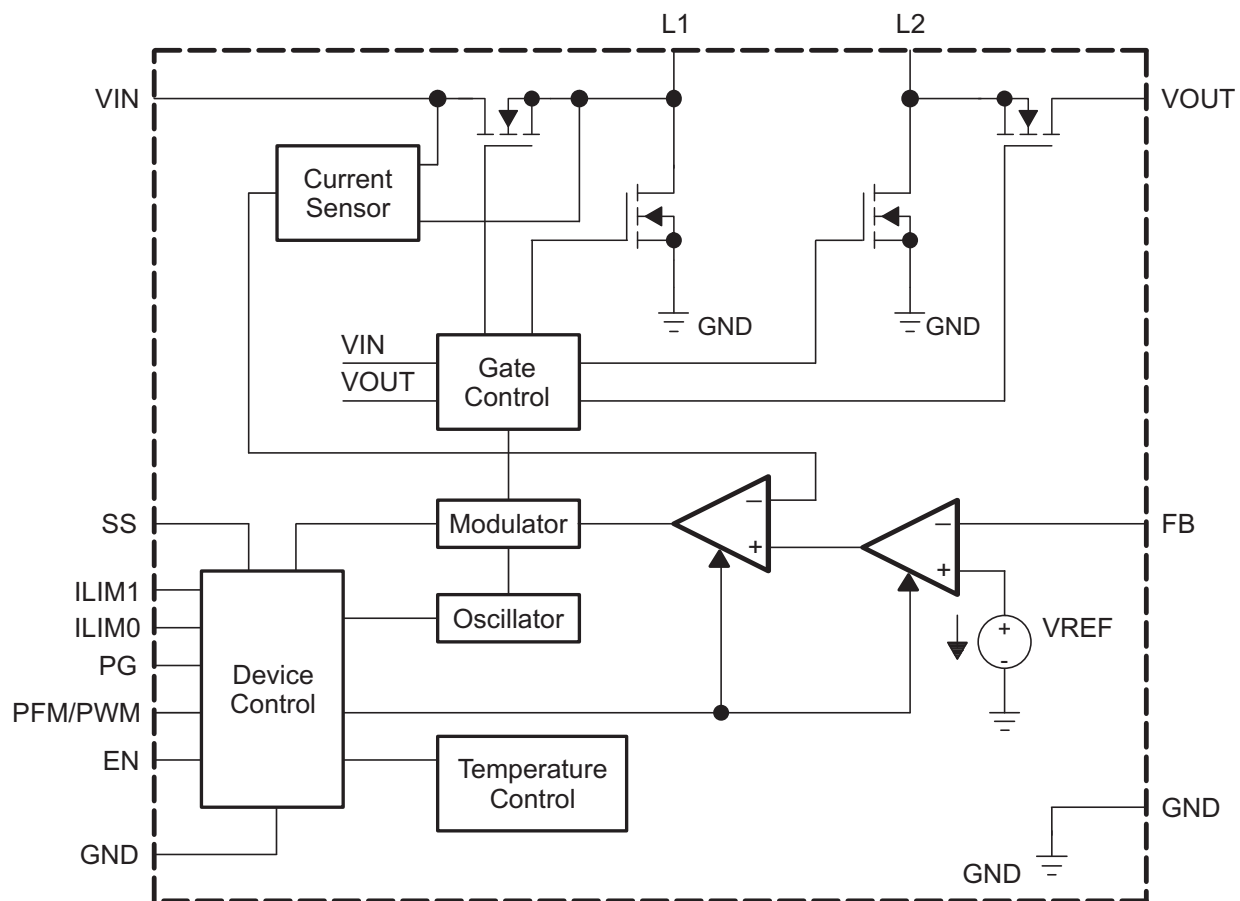 L1
L2
VIN
VOUT
Current
Sensor
GND
GND
VIN
VOUT
Gate
Control
SS
Modulator
−
+
−
+
FB
ILIM1
ILIM0
PG
PFM/PWM
EN
GND
Device
Control
Oscillator
+
-
VREF
Temperature
Control
GND
GND